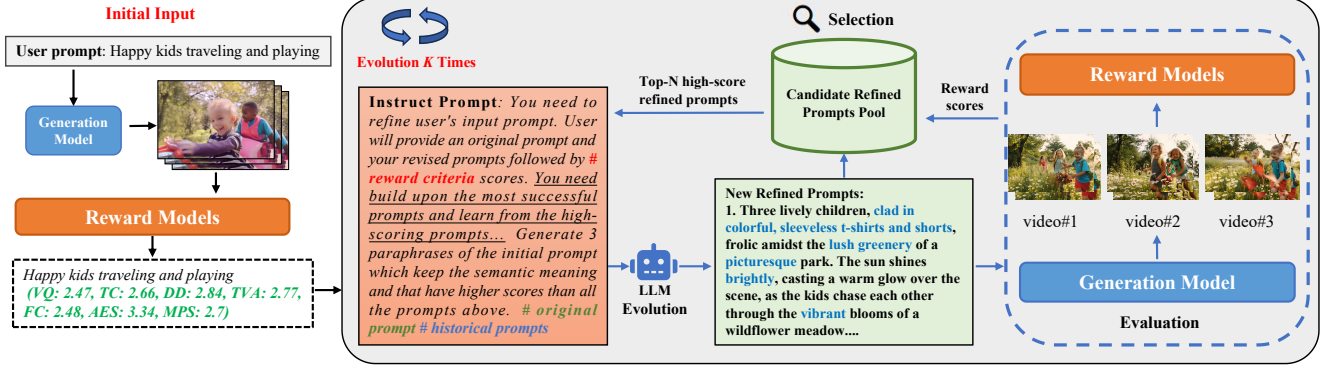 Initial Input
User prompt: Happy kids traveling and playing
Generation
Model
Reward Models
Happy kids traveling and playing
(VQ: 2.47, TC: 2.66, DD: 2.84, TVA: 2.77,
FC: 2.48, AES: 3.34, MPS: 2.7)
Evolution K Times
Instruct Prompt: You need to
refine user's input prompt. User
will provide an original prompt and
your revised prompts followed by #
reward criteria scores. You need
build upon the most successful
prompts and learn from the high-
scoring prompts... Generate 3
paraphrases of the initial prompt
which keep the semantic meaning
and that have higher scores than all
the prompts above. # original
prompt # historical prompts
LLM
Evolution
Top-N high-score
refined prompts
Selection
Candidate Refined
Prompts Pool
New Refined Prompts:
1. Three lively children, clad in
colorful, sleeveless t-shirts and shorts,
frolic amidst the lush greenery of a
picturesque park. The sun shines
brightly, casting a warm glow over the
scene, as the kids chase each other
through the vibrant blooms of a
wildflower meadow....
Reward
scores
Reward Models
video#1
video#2
video#3
Generation Model
Evaluation